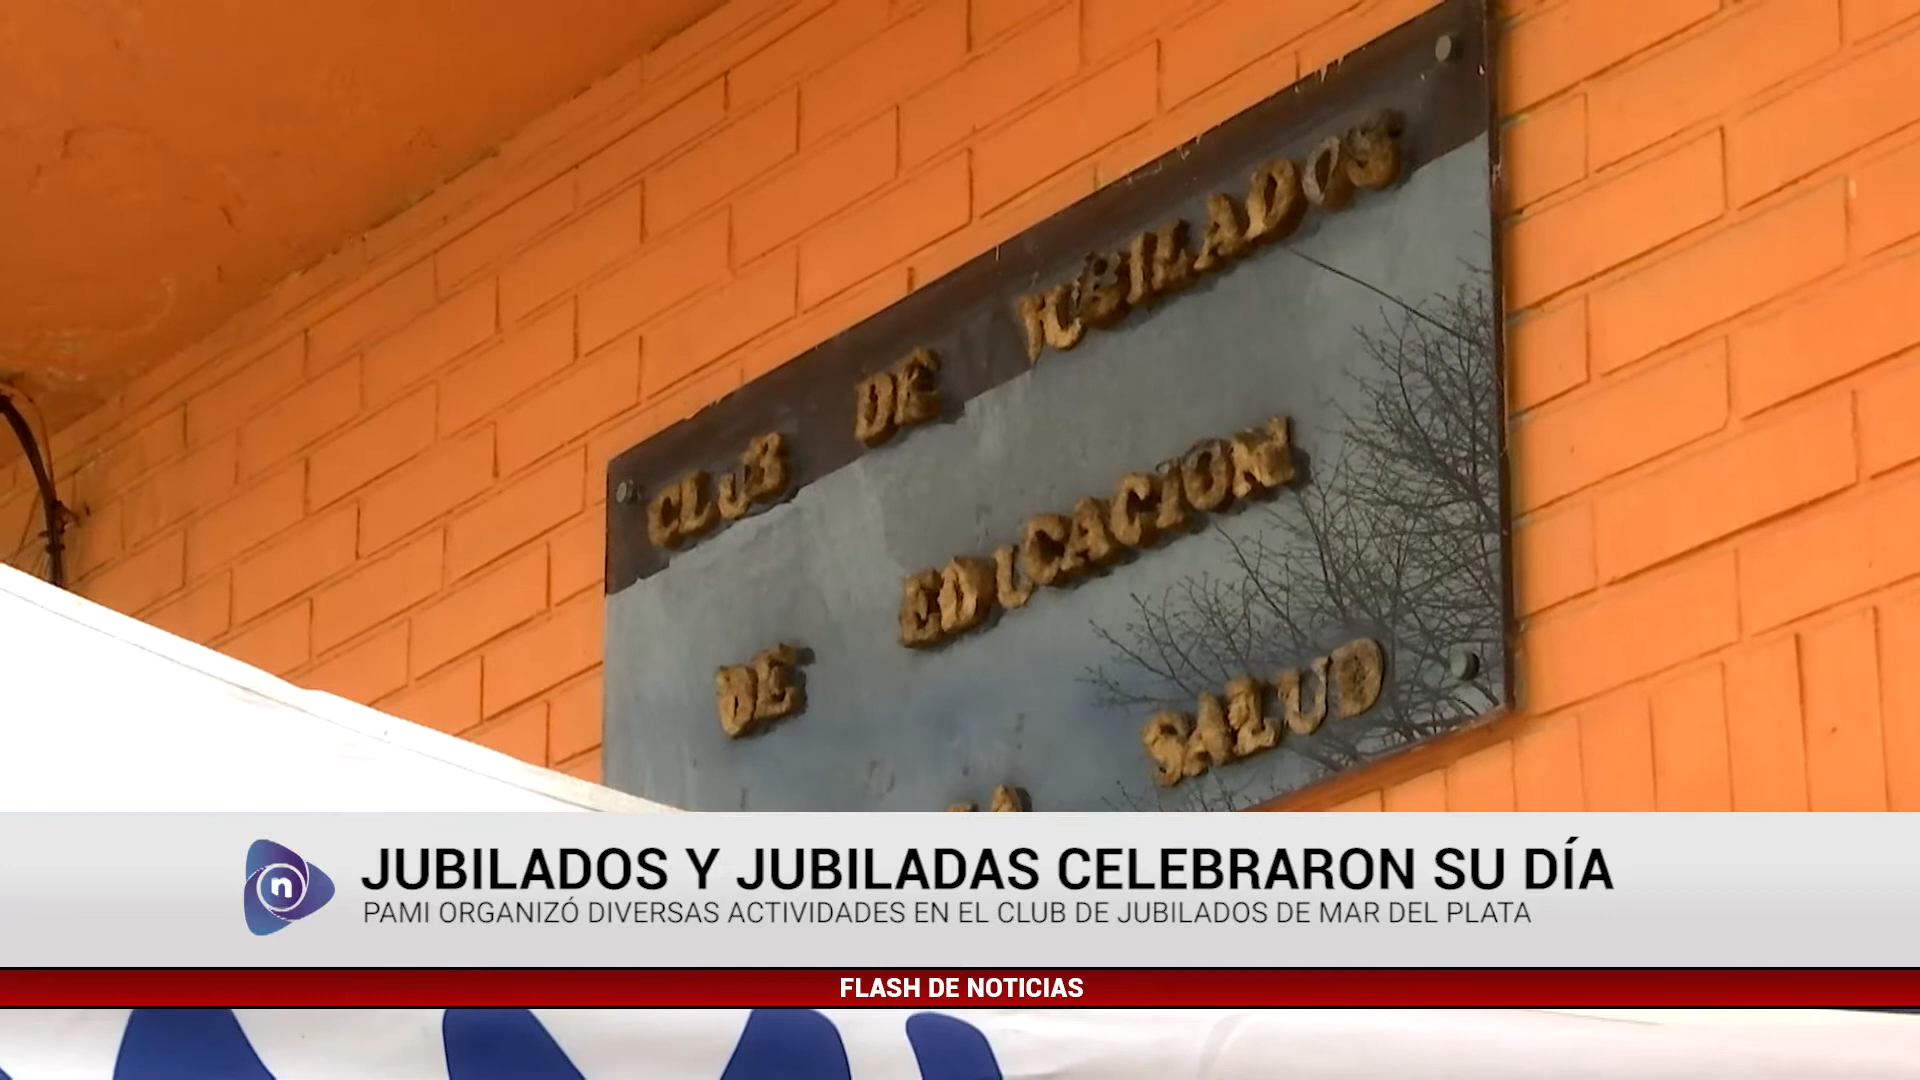 CLUB DE JUBILADOS
DE EDUCACION
SALUD
n
JUBILADOS Y JUBILADAS CELEBRARON SU DÍA
PAMI ORGANIZÓ DIVERSAS ACTIVIDADES EN EL CLUB DE JUBILADOS DE MAR DEL PLATA
FLASH DE NOTICIAS